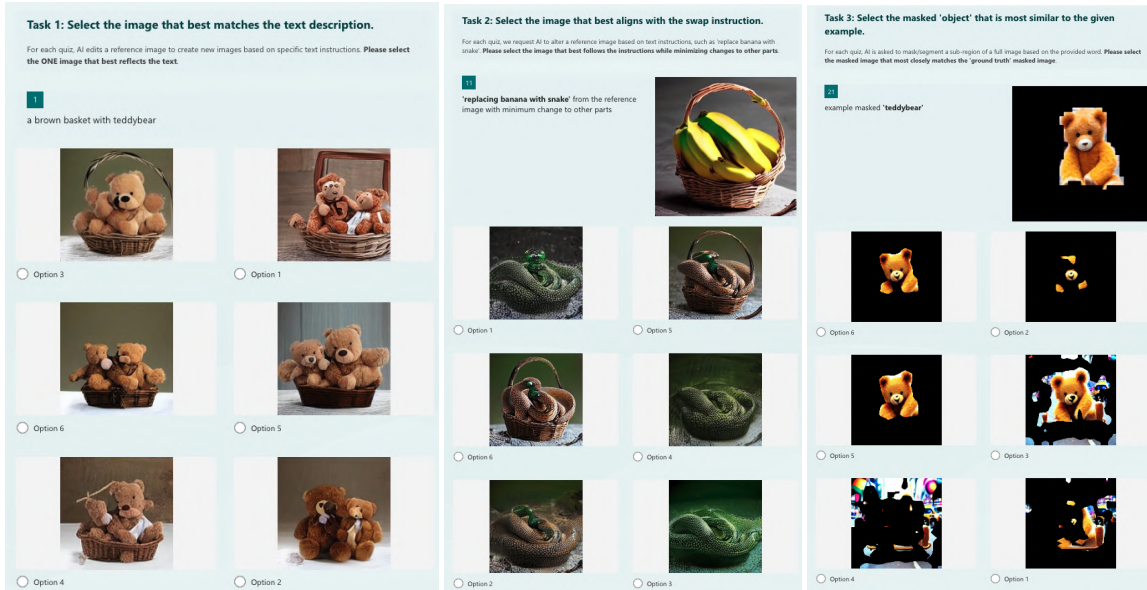 Task 1: Select the image that best matches the text description.
For each quiz, AI edits a reference image to create new images based on specific text instructions. Please select
the ONE image that best reflects the text.
1
a brown basket with teddybear
Option 3
Option 1
Option 6
Option 5
Option 4
Option 2
Task 2: Select the image that best aligns with the swap instruction.
For each quiz, we request AI to alter a reference image based on text instructions, such as 'replace banana with
snake'. Please select the image that best follows the instructions while minimizing changes to other parts.
11
'replacing banana with snake' from the reference
image with minimum change to other parts
Option 1
Option 5
Option 6
Option 4
Option 2
Option 3
Task 3: Select the masked 'object' that is most similar to the given
example.
For each quiz, AI is asked to mask/segment a sub-region of a full image based on the provided word. Please select
the masked image that most closely matches the 'ground truth' masked image.
21
example masked 'teddybear'
Option 6
Option 2
Option 5
Option 3
Option 4
Option 1